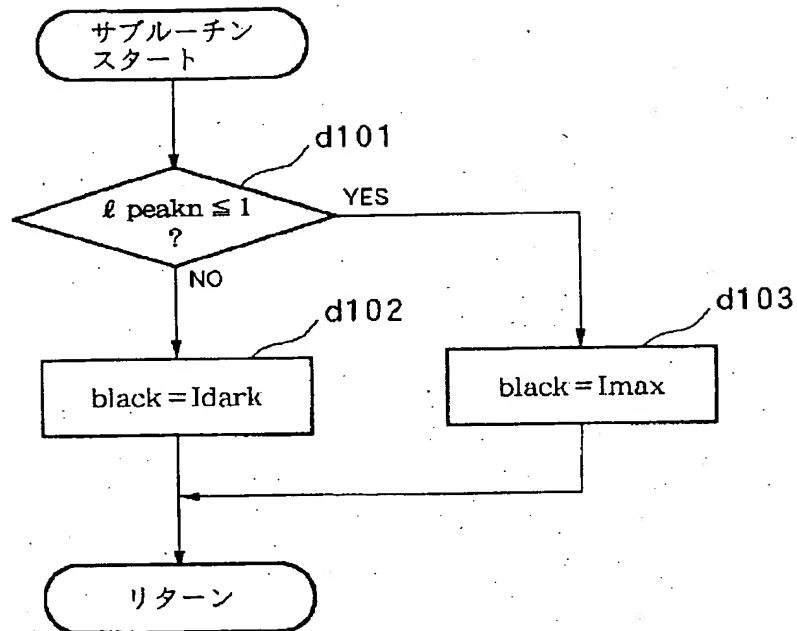 サブルーチン
スタート
d101
ℓ peakn ≦ 1
?
YES
NO
d102
d103
black = Idark
black = Imax
リターン